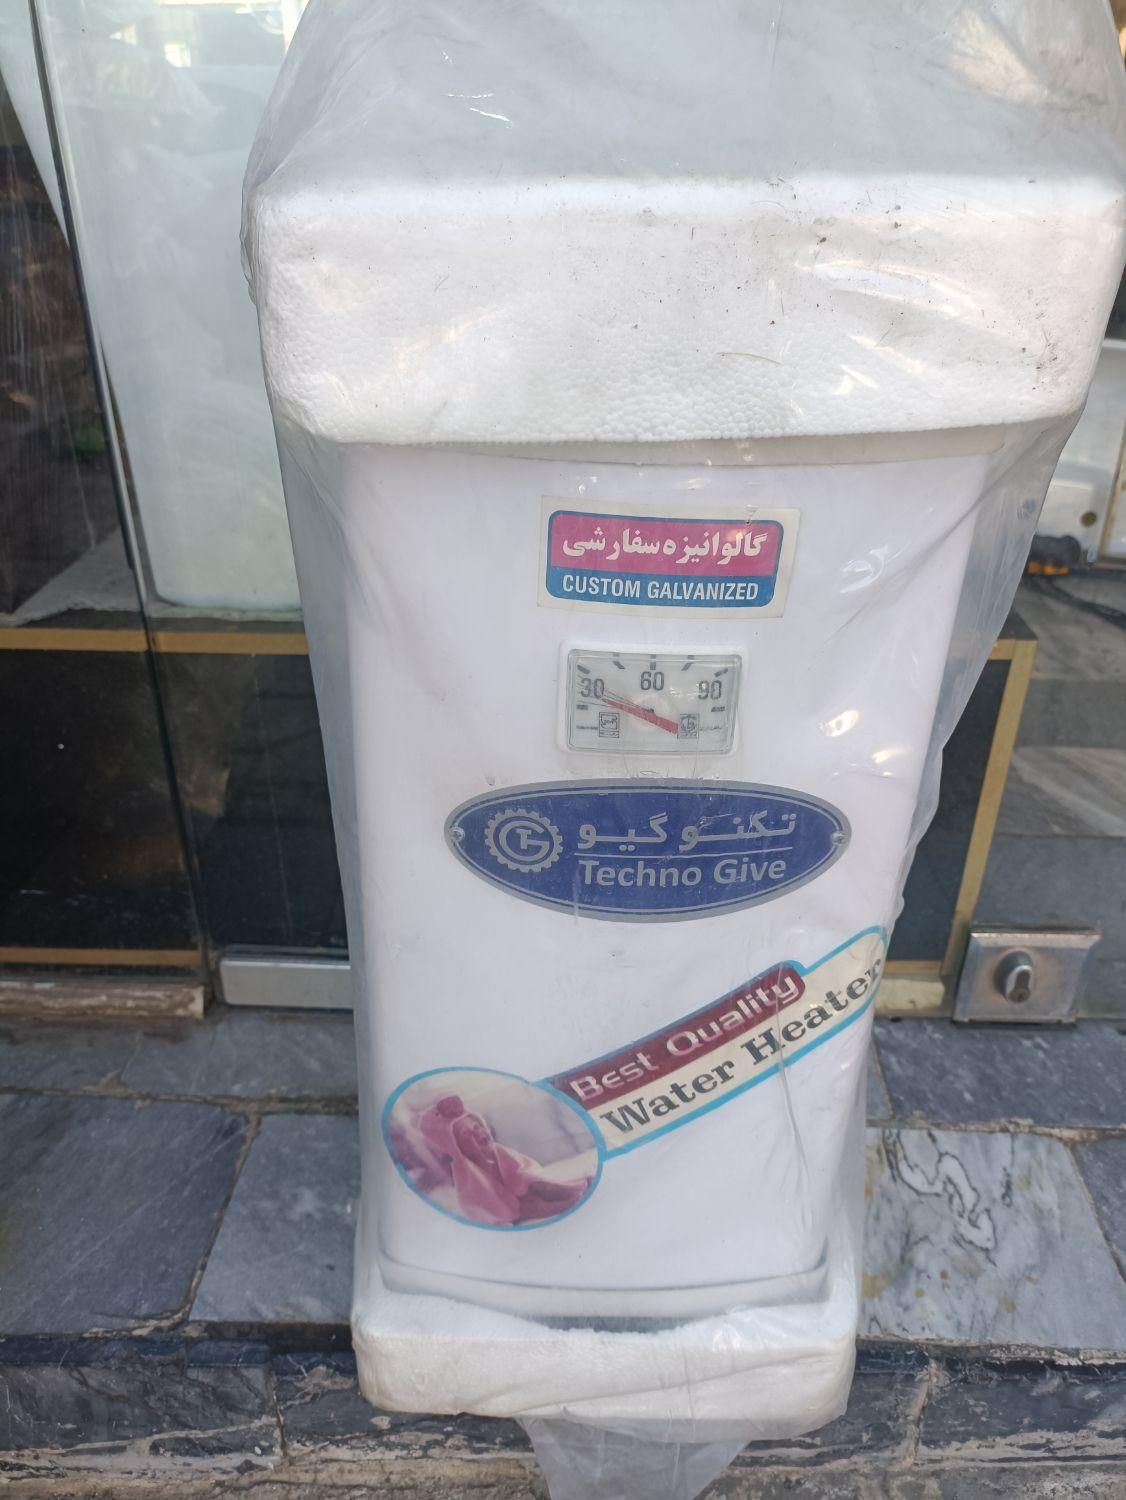 گالوانیزه سفارشی
CUSTOM GALVANIZED
30 60 90
تکنو گیو
Techno Give
Best Quality
Water Heater